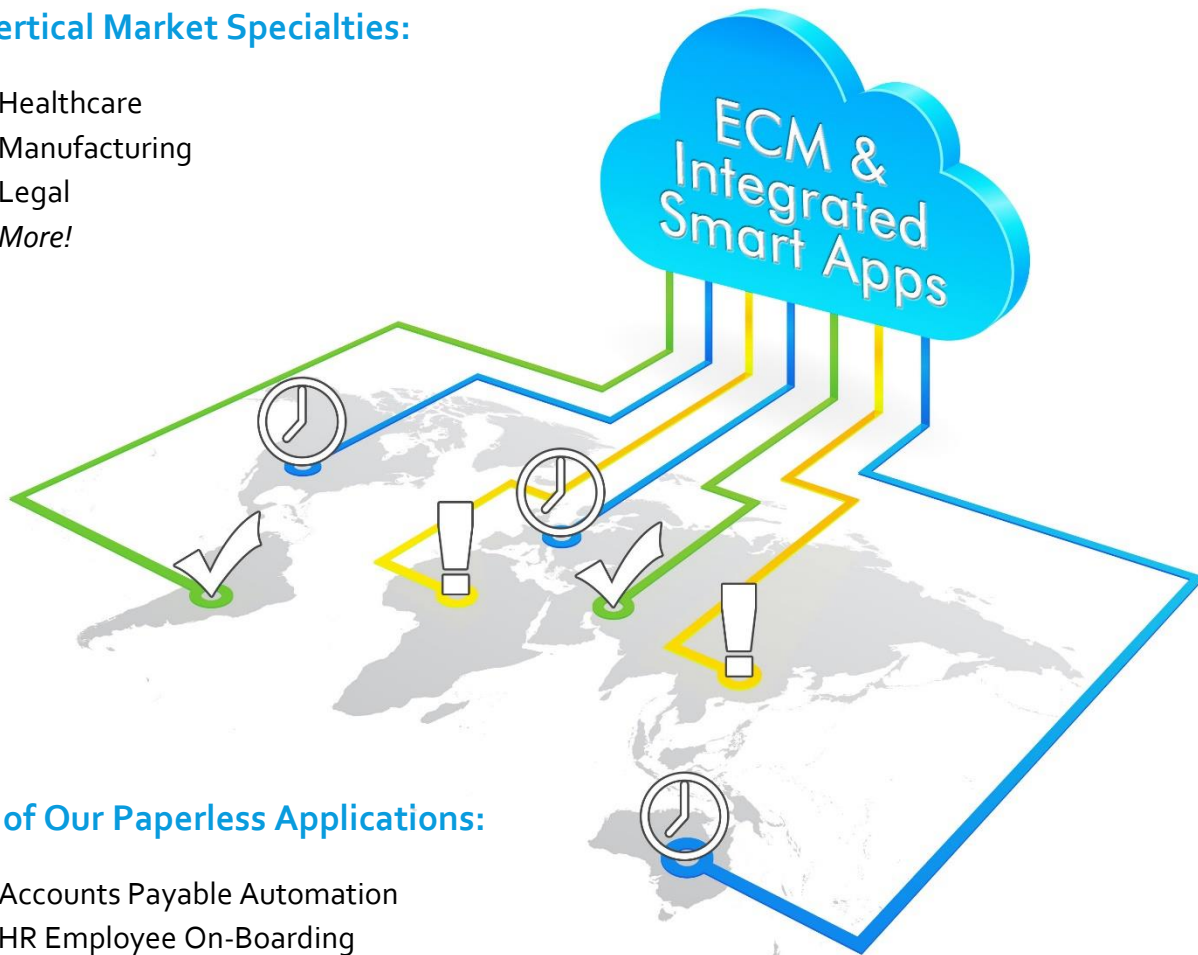 ertical Market Specialties:
Healthcare
Manufacturing
Legal
More!
ECM &
Integrated
Smart Apps
of Our Paperless Applications:
Accounts Payable Automation
HR Employee On-Boarding